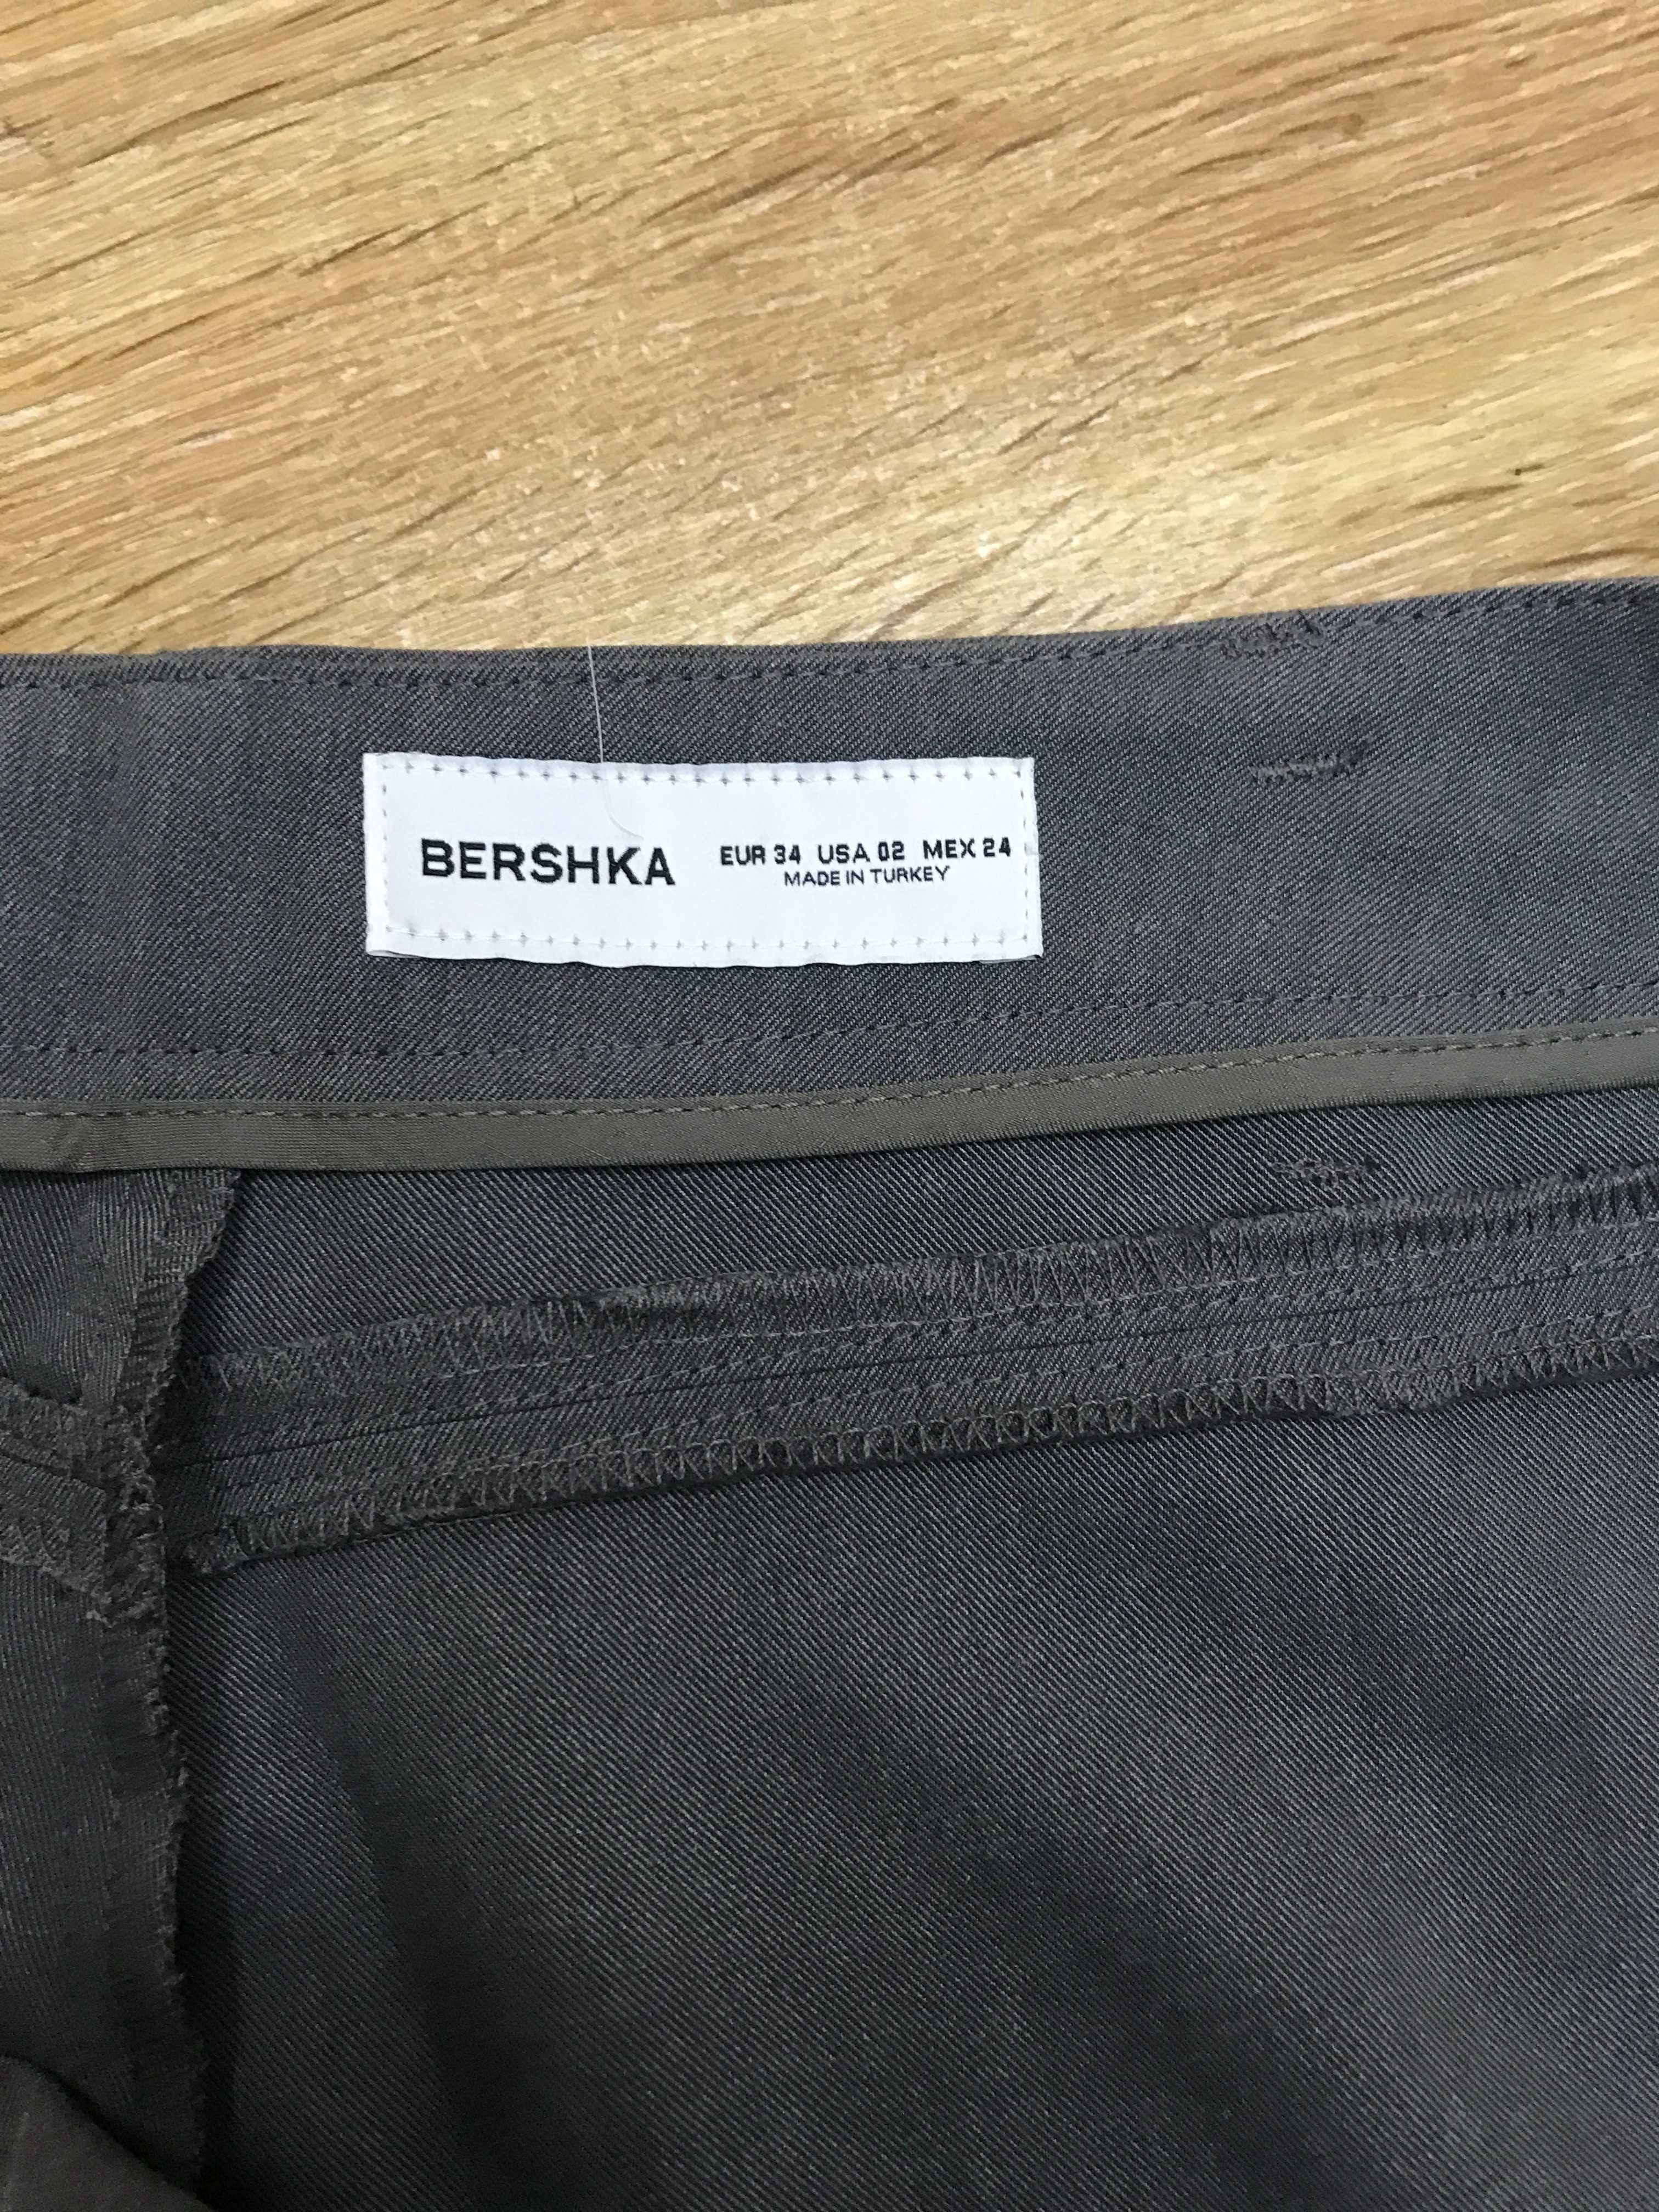 BERSHKA EUR 34 USA 02 MEX 24
MADE IN TURKEY